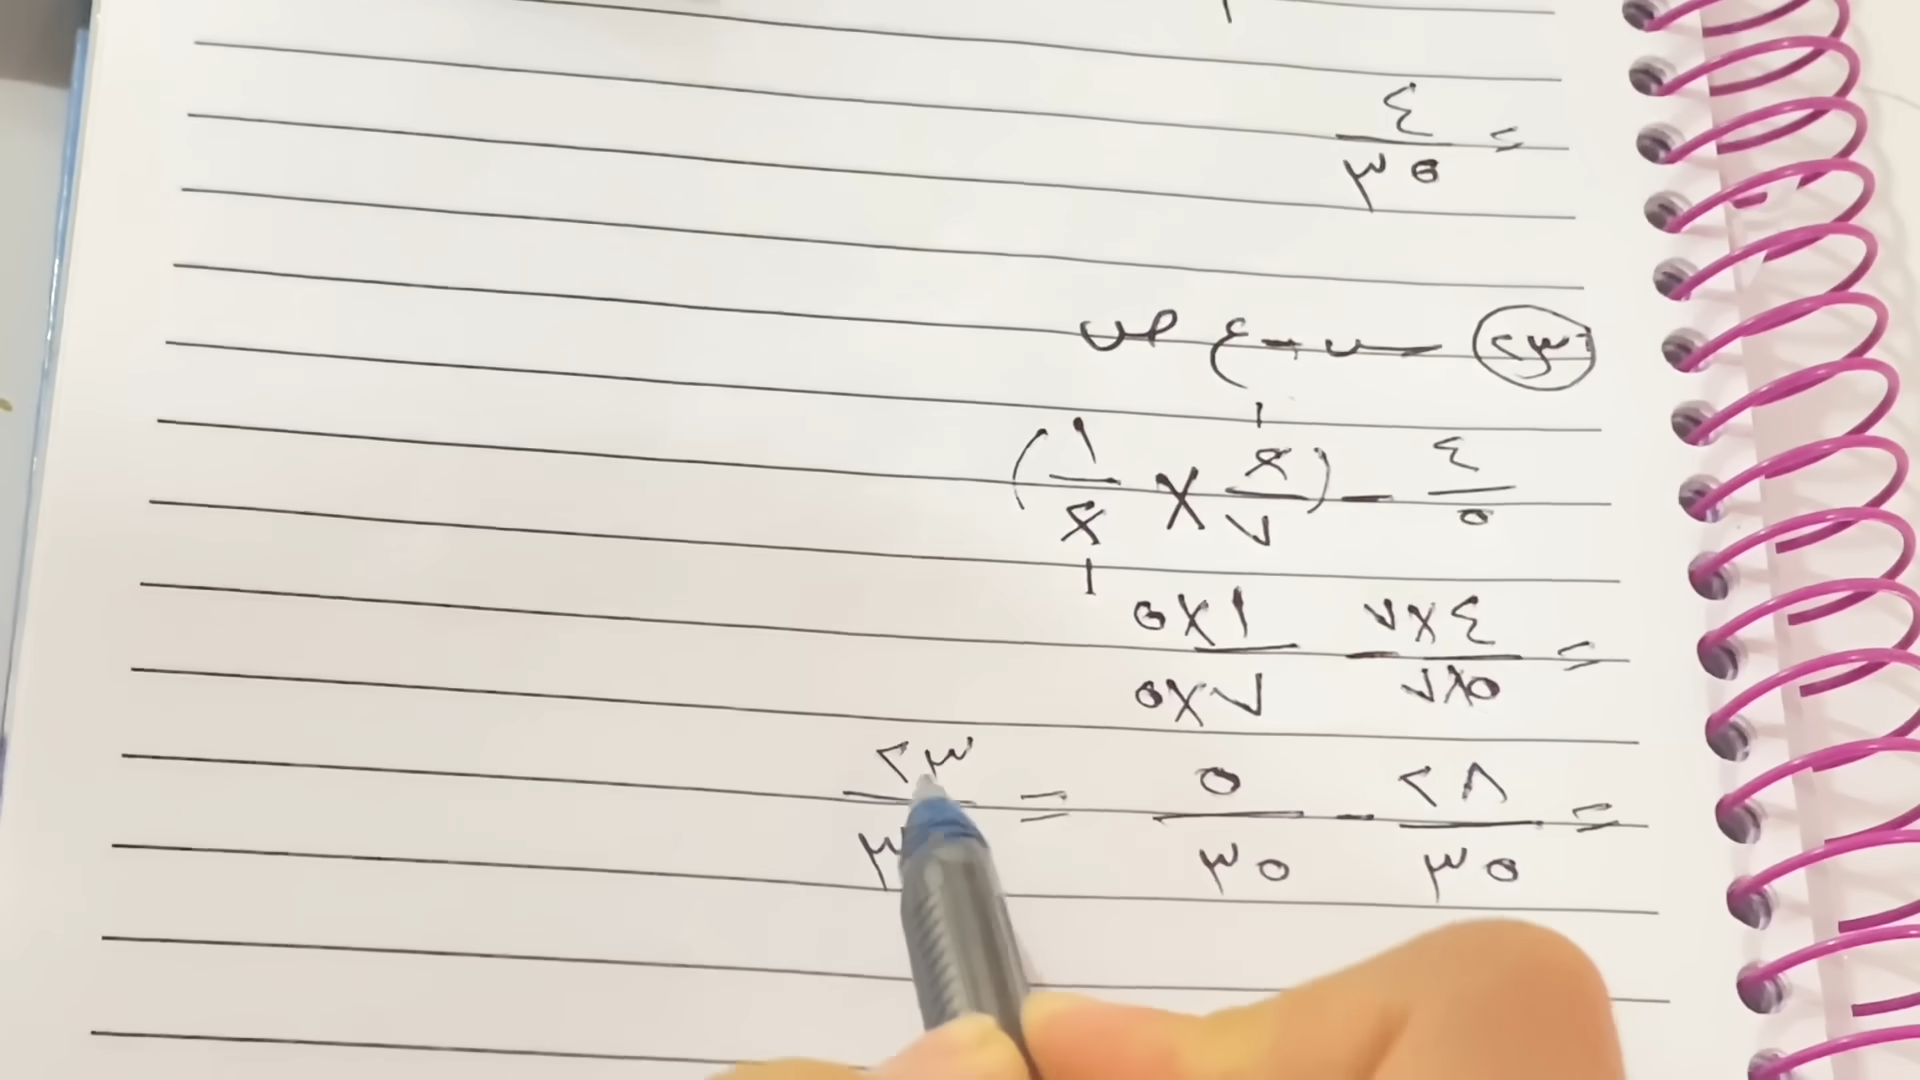 = ٤/٣٥
٢٣ س - ع ص
٤/٥ - (٢/٧ × ١/٢)
= ٤×٧/٥×٧ - ١×٥/٧×٥
= ٢٨/٣٥ - ٥/٣٥ = ٢٣/٣